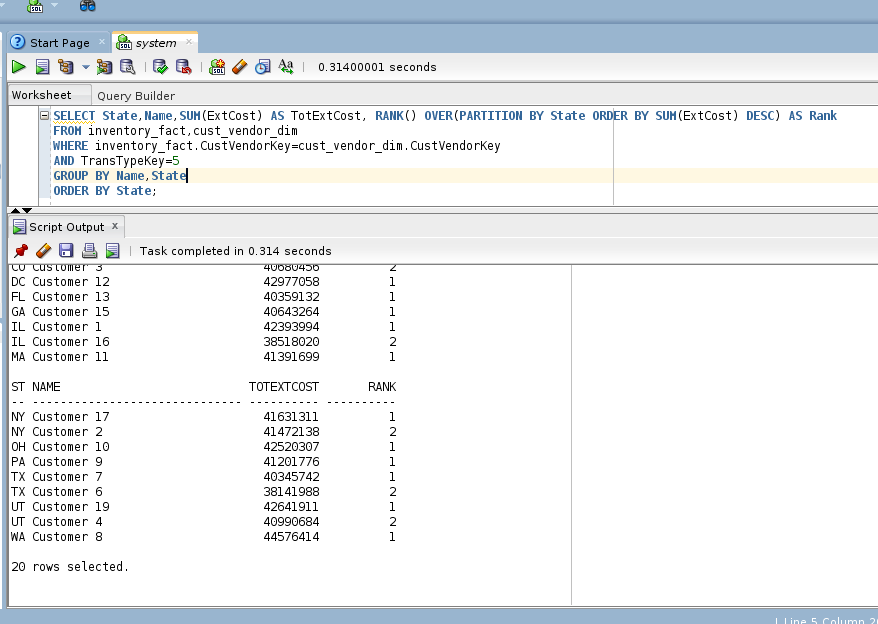 Start Page
system
0.31400001 seconds
Worksheet
Query Builder
SELECT State,Name,SUM(ExtCost) AS TotExtCost, RANK() OVER(PARTITION BY State ORDER BY SUM(ExtCost) DESC) AS Rank
FROM inventory_fact,cust_vendor_dim
WHERE inventory_fact.CustVendorKey=cust_vendor_dim.CustVendorKey
AND TransTypeKey=5
GROUP BY Name,State
ORDER BY State;
Script Output x
Task completed in 0.314 seconds
CO Customer 3 40680456 2
DC Customer 12 42977058 1
FL Customer 13 40359132 1
GA Customer 15 40643264 1
IL Customer 1 42393994 1
IL Customer 16 38518020 2
MA Customer 11 41391699 1
ST NAME TOTEXTCOST RANK
-- ------------------------------ ---------- ----------
NY Customer 17 41631311 1
NY Customer 2 41472138 2
OH Customer 10 42520307 1
PA Customer 9 41201776 1
TX Customer 7 40345742 1
TX Customer 6 38141988 2
UT Customer 19 42641911 1
UT Customer 4 40990684 2
WA Customer 8 44576414 1
20 rows selected.
Line 5 Column